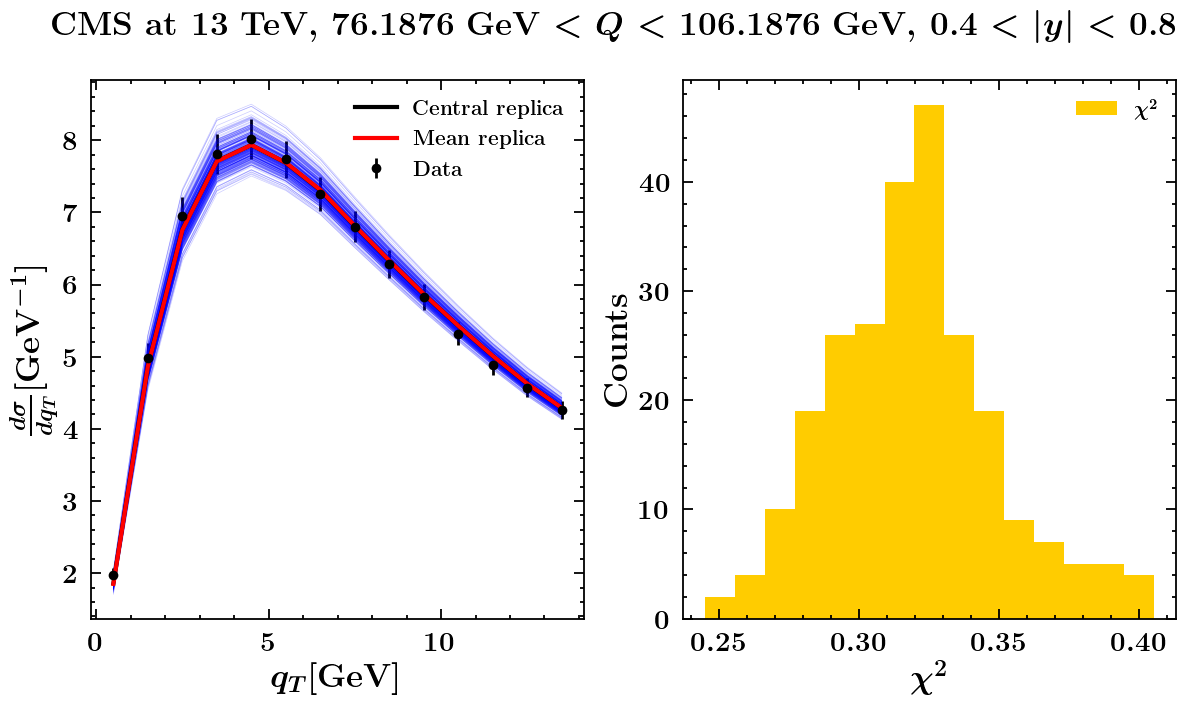 CMS at 13 TeV, 76.1876 GeV < Q < 106.1876 GeV, 0.4 < |y| < 0.8
Central replica
Mean replica
Data
8
7
6
5
4
3
2
dσ/dq_T [GeV⁻¹]
0 5 10
q_T [GeV]
χ²
40
30
20
10
0
Counts
0.25 0.30 0.35 0.40
χ²